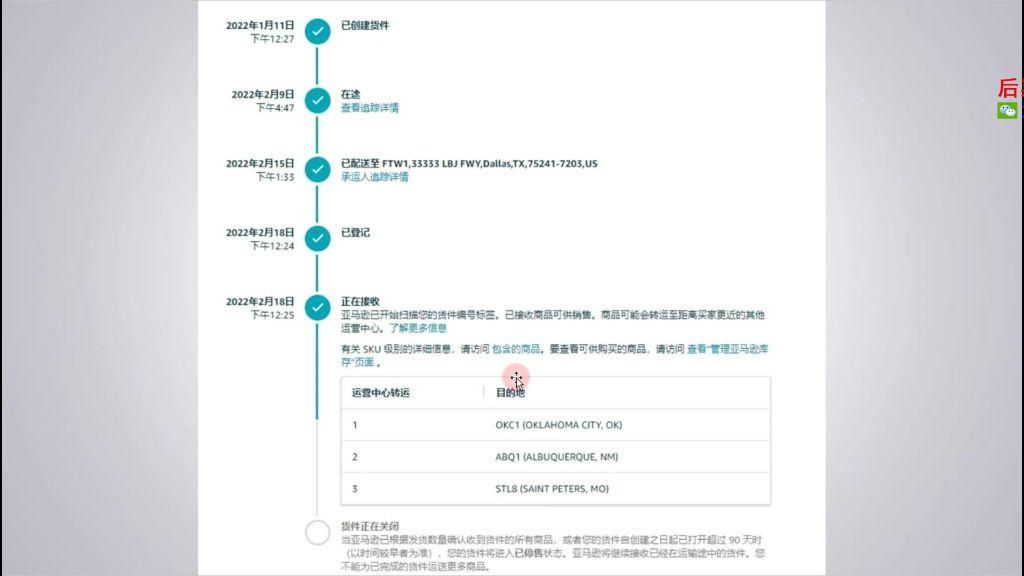 2022年1月11日
下午12:27
已创建货件
2022年2月9日
下午4:47
在途
查看追踪详情
2022年2月15日
下午1:33
已配送至 FTW1,33333 LBJ FWY,Dallas,TX,75241-7203,US
承运人追踪详情
2022年2月18日
下午12:24
已登记
2022年2月18日
下午12:25
正在接收
亚马逊已开始扫描您的货件编号标签。已接收商品可供销售。商品可能会转运至距离买家更近的其他
运营中心。了解更多信息
有关 SKU 级别的详细信息，请访问 包含的商品。要查看可供购买的商品，请访问 查看“管理亚马逊库
存”页面 。
运营中心转运 目的地
1 OKC1 (OKLAHOMA CITY, OK)
2 ABQ1 (ALBUQUERQUE, NM)
3 STL8 (SAINT PETERS, MO)
货件正在关闭
当亚马逊已根据发货数量确认收到货件的所有商品，或者您的货件自创建之日起已打开超过 90 天时
（以时间较早者为准），您的货件将进入已停售状态。亚马逊将继续接收已经在运输途中的货件。您
不能为已完成的货件运送更多商品。
后